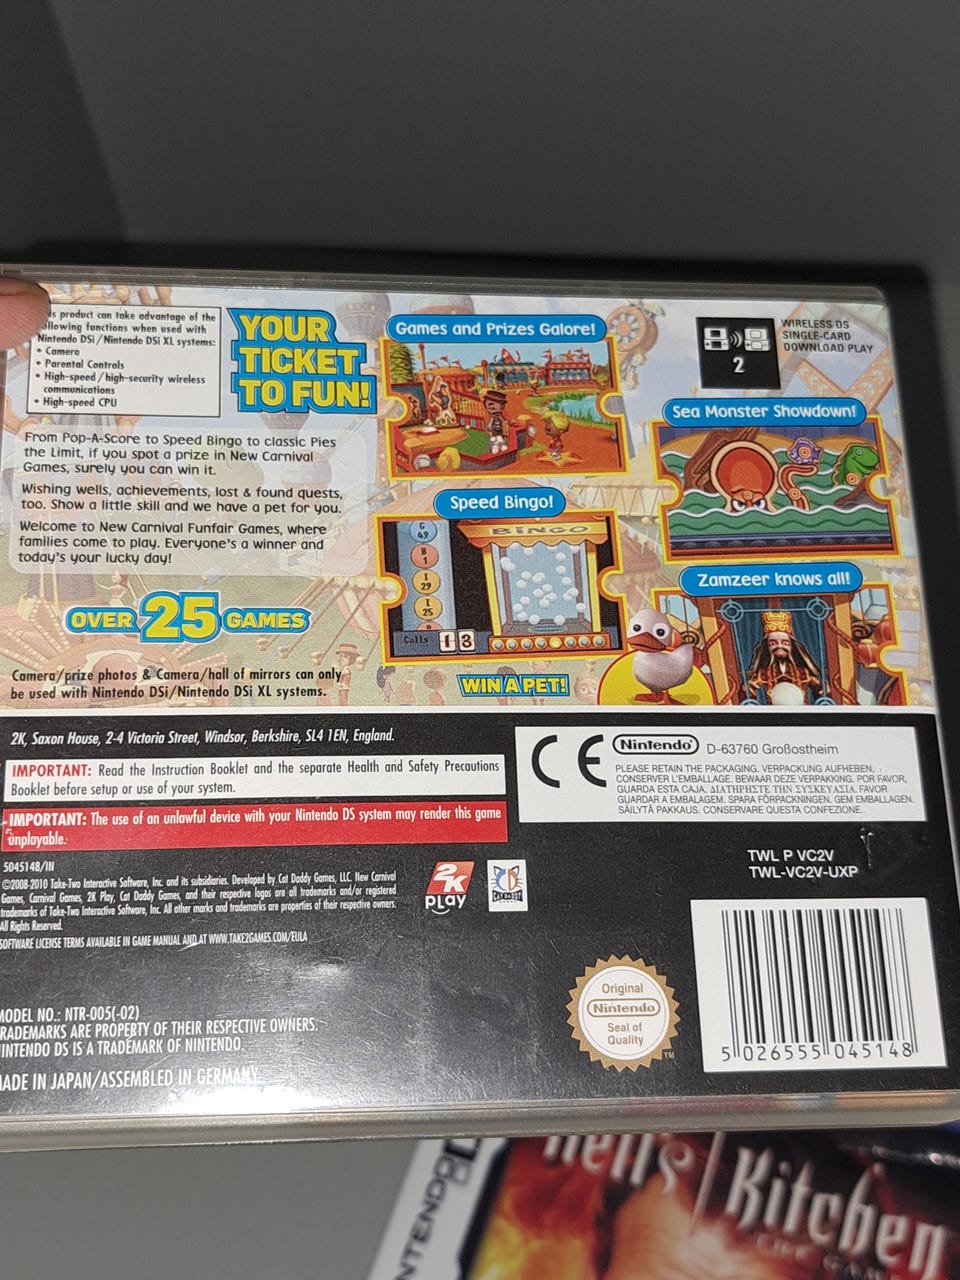 is product can take advantage of the
ollowing functions when used with
Nintendo DSi/Nintendo DSi XL systems:
• Camera
• Parental Controls
• High-speed/high-security wireless
communications
• High-speed CPU
YOUR
TICKET
TO FUN!
Games and Prizes Galore!
2
WIRELESS DS
SINGLE-CARD
DOWNLOAD PLAY
Sea Monster Showdown!
From Pop-A-Score to Speed Bingo to classic Pies
the Limit, if you spot a prize in New Carnival
Games, surely you can win it.
Wishing wells, achievements, lost & found quests,
too. Show a little skill and we have a pet for you.
Welcome to New Carnival Funfair Games, where
families come to play. Everyone's a winner and
today's your lucky day!
Speed Bingo!
G
49
B
1
I
29
I
25
Calls 13
BINGO
Zamzeer knows all!
OVER 25 GAMES
WIN A PET!
Camera/prize photos & Camera/hall of mirrors can only
be used with Nintendo DSi/Nintendo DSi XL systems.
2K, Saxon House, 2-4 Victoria Street, Windsor, Berkshire, SL4 1EN, England.
IMPORTANT: Read the Instruction Booklet and the separate Health and Safety Precautions
Booklet before setup or use of your system.
IMPORTANT: The use of an unlawful device with your Nintendo DS system may render this game
unplayable.
CE
Nintendo
D-63760 Großostheim
PLEASE RETAIN THE PACKAGING. VERPACKUNG AUFHEBEN.
CONSERVER L'EMBALLAGE. BEWAAR DEZE VERPAKKING. POR FAVOR,
GUARDA ESTA CAJA. ΔΙΑΤΗΡΗΣΤΕ ΤΗΝ ΣΥΣΚΕΥΑΣΙΑ. FAVOR
GUARDAR A EMBALAGEM. SPARA FÖRPACKNINGEN. GEM EMBALLAGEN.
SÄILYTÄ PAKKAUS. CONSERVARE QUESTA CONFEZIONE.
TWL P VC2V
TWL-VC2V-UXP
5045148/IN
©2008-2010 Take-Two Interactive Software, Inc. and its subsidiaries. Developed by Cat Daddy Games, LLC. New Carnival
Games, Carnival Games, 2K Play, Cat Daddy Games, and their respective logos are all trademarks and/or registered
trademarks of Take-Two Interactive Software, Inc. All other marks and trademarks are properties of their respective owners.
All Rights Reserved.
SOFTWARE LICENSE TERMS AVAILABLE IN GAME MANUAL AND AT WWW.TAKE2GAMES.COM/EULA
2K
PLAY
CAT DADDY
MODEL NO.: NTR-005(-02)
RADEMARKS ARE PROPERTY OF THEIR RESPECTIVE OWNERS.
INTENDO DS IS A TRADEMARK OF NINTENDO.
ADE IN JAPAN/ASSEMBLED IN GERMANY
Original
Nintendo
Seal of
Quality
TM
5 026555 045148
NTENDO D
Hell's Kitchen